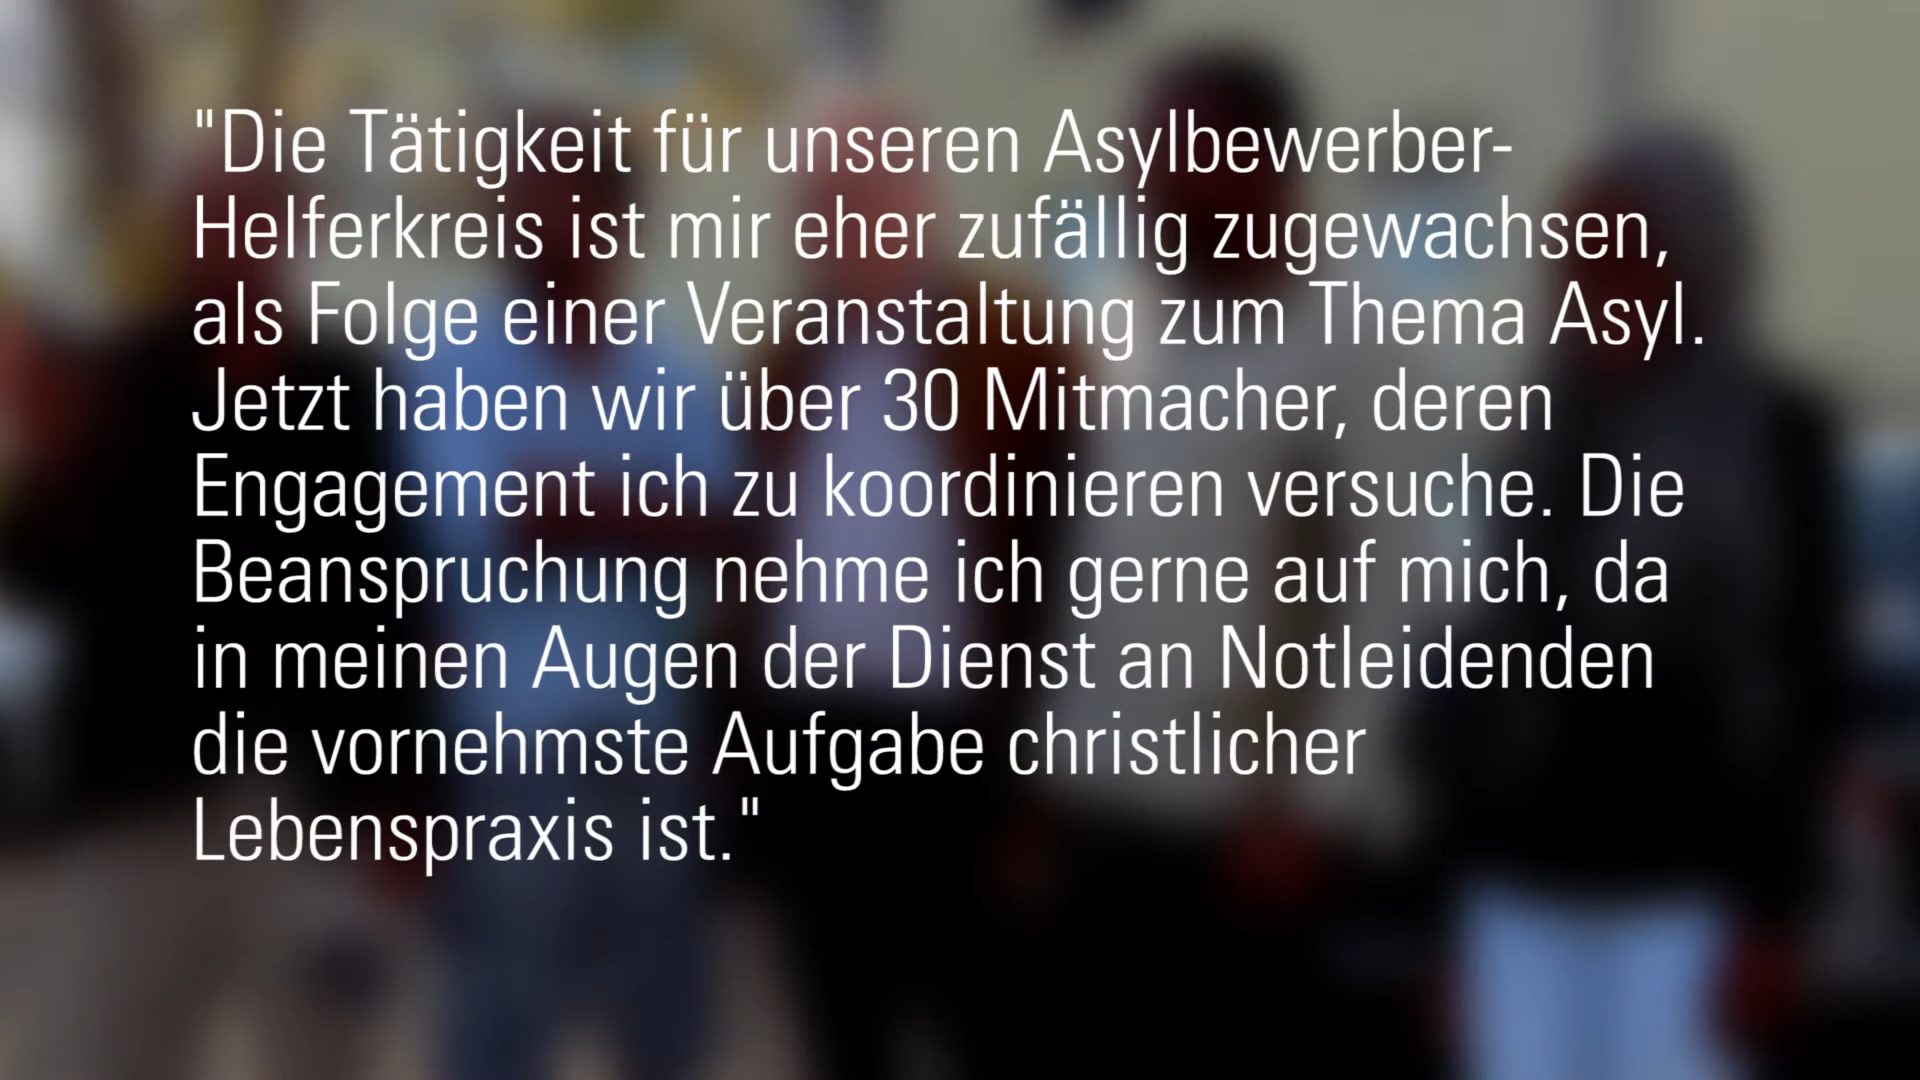 "Die Tätigkeit für unseren Asylbewerber-
Helferkreis ist mir eher zufällig zugewachsen,
als Folge einer Veranstaltung zum Thema Asyl.
Jetzt haben wir über 30 Mitmacher, deren
Engagement ich zu koordinieren versuche. Die
Beanspruchung nehme ich gerne auf mich, da
in meinen Augen der Dienst an Notleidenden
die vornehmste Aufgabe christlicher
Lebenspraxis ist."